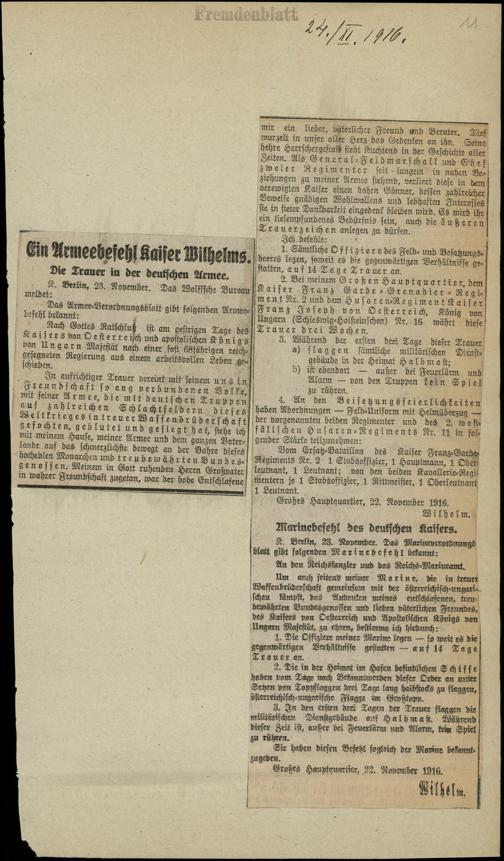 Fremdenblatt
24./XI. 1916.
11
Ein Armeebefehl Kaiser Wilhelms.
Die Trauer in der deutschen Armee.
K. Berlin, 23. November. Das Wolffsche Bureau
meldet:
Das Armee-Verordnungsblatt gibt folgenden Armee-
befehl bekannt:
Nach Gottes Ratschluß ist am gestrigen Tage des
Kaisers von Oesterreich und apostolischen Königs
von Ungarn Majestät nach einer fast 68jährigen reich-
gesegneten Regierung aus einem arbeitsvollen Leben ge-
schieden.
In aufrichtiger Trauer vereint mit seinem uns in
Freundschaft so eng verbundenen Volke,
mit seiner Armee, die mit deutschen Truppen
auf zahlreichen Schlachtfeldern dieses
Weltkrieges in treuer Waffenbrüderschaft
gefochten, geblutet und gesiegt hat, stehe ich
mit meinem Hause, meiner Armee und dem ganzen Vater-
lande auf das schmerzlichste bewegt an der Bahre dieses
hochedlen Monarchen und treubewährten Bundes-
genossen. Meinem in Gott ruhenden Herrn Großvater
in wahrer Freundschaft zugetan, war der hohe Entschlafene
mir ein lieber, väterlicher Freund und Berater. Tief
wurzelt in unser aller Herz das Gedenken an ihn. Seine
hehre Herrschergestalt steht leuchtend in der Geschichte aller
Zeiten. Als General-Feldmarschall und Chef
zweier Regimenter seit langem in nahen Be-
ziehungen zu meiner Armee stehend, verliert diese in dem
verewigten Kaiser einen hohen Gönner, dessen zahlreicher
Beweise gnädigen Wohlwollens und lebhaften Interesses
sie in steter Dankbarkeit eingedenk bleiben wird. Es wird ihr
ein tiefempfundenes Bedürfnis sein, auch die äußeren
Trauerzeichen anlegen zu dürfen.
Ich befehle:
1. Sämtliche Offiziere des Feld- und Besatzungs-
heeres legen, soweit es die gegenwärtigen Verhältnisse ge-
statten, auf 14 Tage Trauer an.
2. Bei meinem Großen Hauptquartier, dem
Kaiser Franz Garde-Grenadier-Regi-
ment Nr. 2 und dem Husaren-Regiment Kaiser
Franz Joseph von Oesterreich, König von
Ungarn (Schleswig-Holsteinschen) Nr. 16 währt diese
Trauer drei Wochen.
3. Während der ersten drei Tage dieser Trauer
a) flaggen sämtliche militärischen Dienst-
gebäude in der Heimat Halbmast;
b) ist ebendort — außer bei Feuerlärm und
Alarm — von den Truppen kein Spiel
zu rühren.
4. An den Beisetzungsfeierlichkeiten
haben Abordnungen — Feld-Uniform mit Helmüberzug —
der vorgenannten beiden Regimenter und des 2. west-
fälischen Husaren-Regiments Nr. 11 in fol-
gender Stärke teilzunehmen:
Vom Ersatz-Bataillon des Kaiser Franz-Garde-
Regiments Nr. 2 1 Stabsoffizier, 1 Hauptmann, 1 Ober-
leutnant, 1 Leutnant; von den beiden Kavallerie-Regi-
mentern je 1 Stabsoffizier, 1 Rittmeister, 1 Oberleutnant
1 Leutnant.
Großes Hauptquartier, 22. November 1916.
Wilhelm.
Marinebefehl des deutschen Kaisers.
K. Berlin, 23. November. Das Marineverordnungs-
blatt gibt folgenden Marinebefehl bekannt:
An den Reichskanzler und das Reichs-Marineamt.
Um auch seitens meiner Marine, die in treuer
Waffenbrüderschaft gemeinsam mit der österreichisch-ungari-
schen kämpft, das Andenken meines entschlafenen, treu-
bewährten Bundesgenossen und lieben väterlichen Freundes,
des Kaisers von Oesterreich und Apostolischen Königs von
Ungarn Majestät, zu ehren, bestimme ich hiedurch:
1. Die Offiziere meiner Marine legen — so weit es die
gegenwärtigen Verhältnisse gestatten — auf 14 Tage
Trauer an.
2. Die in der Heimat im Hafen befindlichen Schiffe
haben vom Tage nach Bekanntwerden dieser Order an unter
Setzen von Toppflaggen drei Tage lang halbstocks zu flaggen,
österreichisch-ungarische Flagge im Großtopp.
3. In den ersten drei Tagen der Trauer flaggen die
militärischen Dienstgebäude auf Halbmast. Während
dieser Zeit ist, außer bei Feuerlärm und Alarm, kein Spiel
zu rühren.
Sie haben diesen Befehl sogleich der Marine bekannt-
zugeben.
Großes Hauptquartier, 22. November 1916.
Wilhelm.